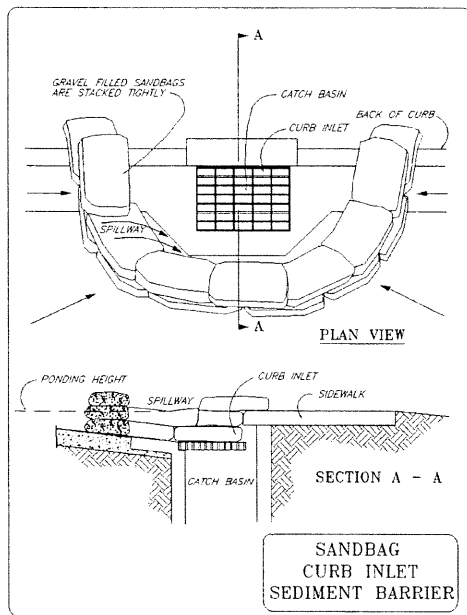 A
GRAVEL FILLED SANDBAGS
ARE STACKED TIGHTLY
CATCH BASIN
CURB INLET
BACK OF CURB
SPILLWAY
A
PLAN VIEW
PONDING HEIGHT
SPILLWAY
CURB INLET
SIDEWALK
CATCH BASIN
SECTION A - A
SANDBAG
CURB INLET
SEDIMENT BARRIER